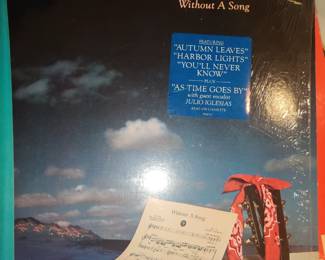 Without A Song
FEATURING
"AUTUMN LEAVES"
"HARBOR LIGHTS"
"YOU'LL NEVER
KNOW"
PLUS
"AS TIME GOES BY"
with guest vocalist
JULIO IGLESIAS
Without A Song